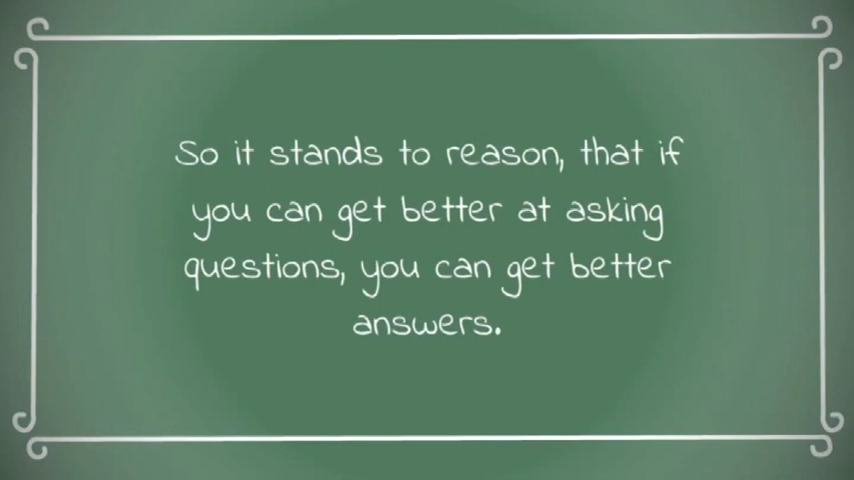 So it stands to reason, that if
you can get better at asking
questions, you can get better
answers.